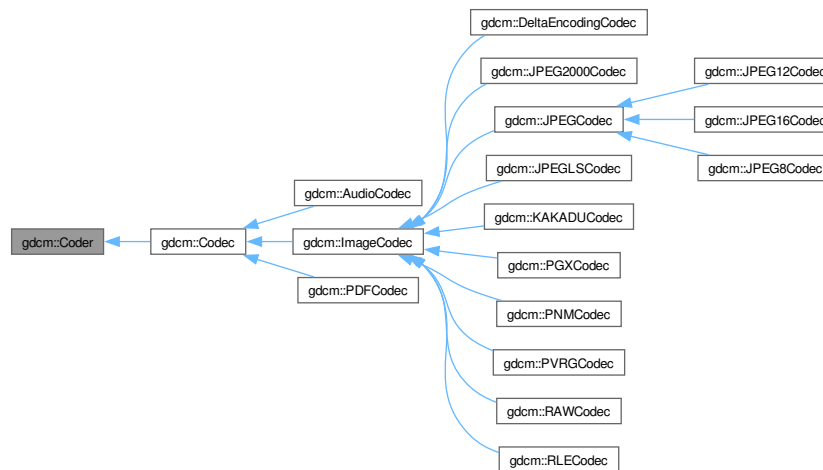 gdcm::DeltaEncodingCodec
gdcm::JPEG2000Codec
gdcm::JPEG12Codec
gdcm::JPEGCodec
gdcm::JPEG16Codec
gdcm::JPEGLSCodec
gdcm::JPEG8Codec
gdcm::AudioCodec
gdcm::KAKADUCodec
gdcm::Coder
gdcm::Codec
gdcm::ImageCodec
gdcm::PGXCodec
gdcm::PDFCodec
gdcm::PNMCodec
gdcm::PVRGCodec
gdcm::RAWCodec
gdcm::RLECodec